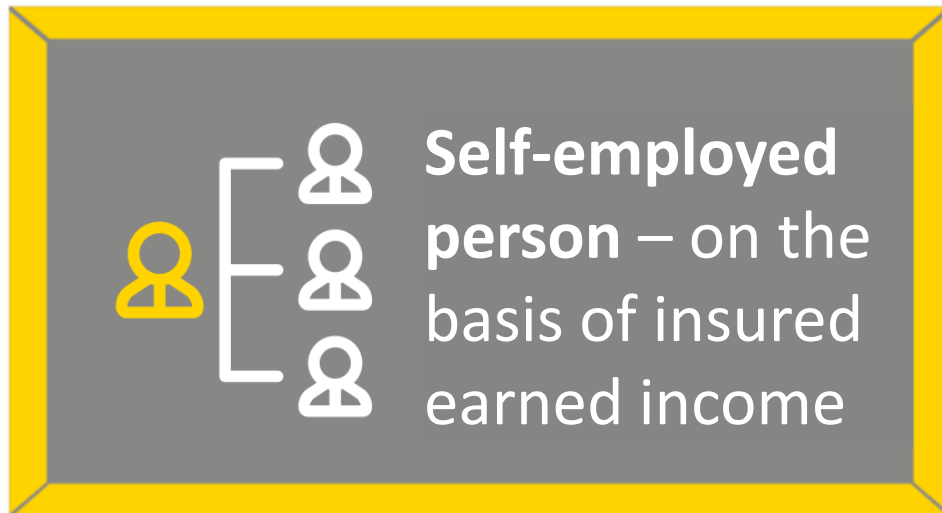 Self-employed
person – on the
basis of insured
earned income